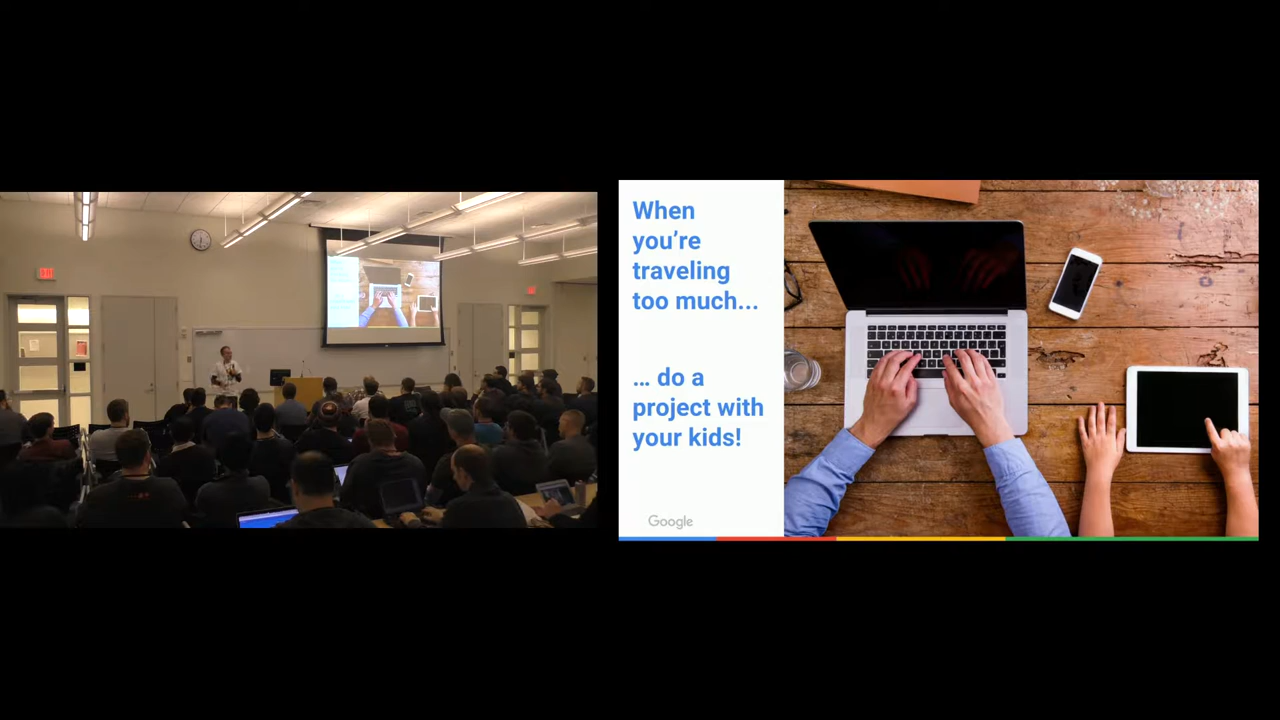 When
you're
traveling
too much...
... do a
project with
your kids!
Google